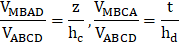 V_MBAD/V_ABCD = z/h_c , V_MBCA/V_ABCD = t/h_d